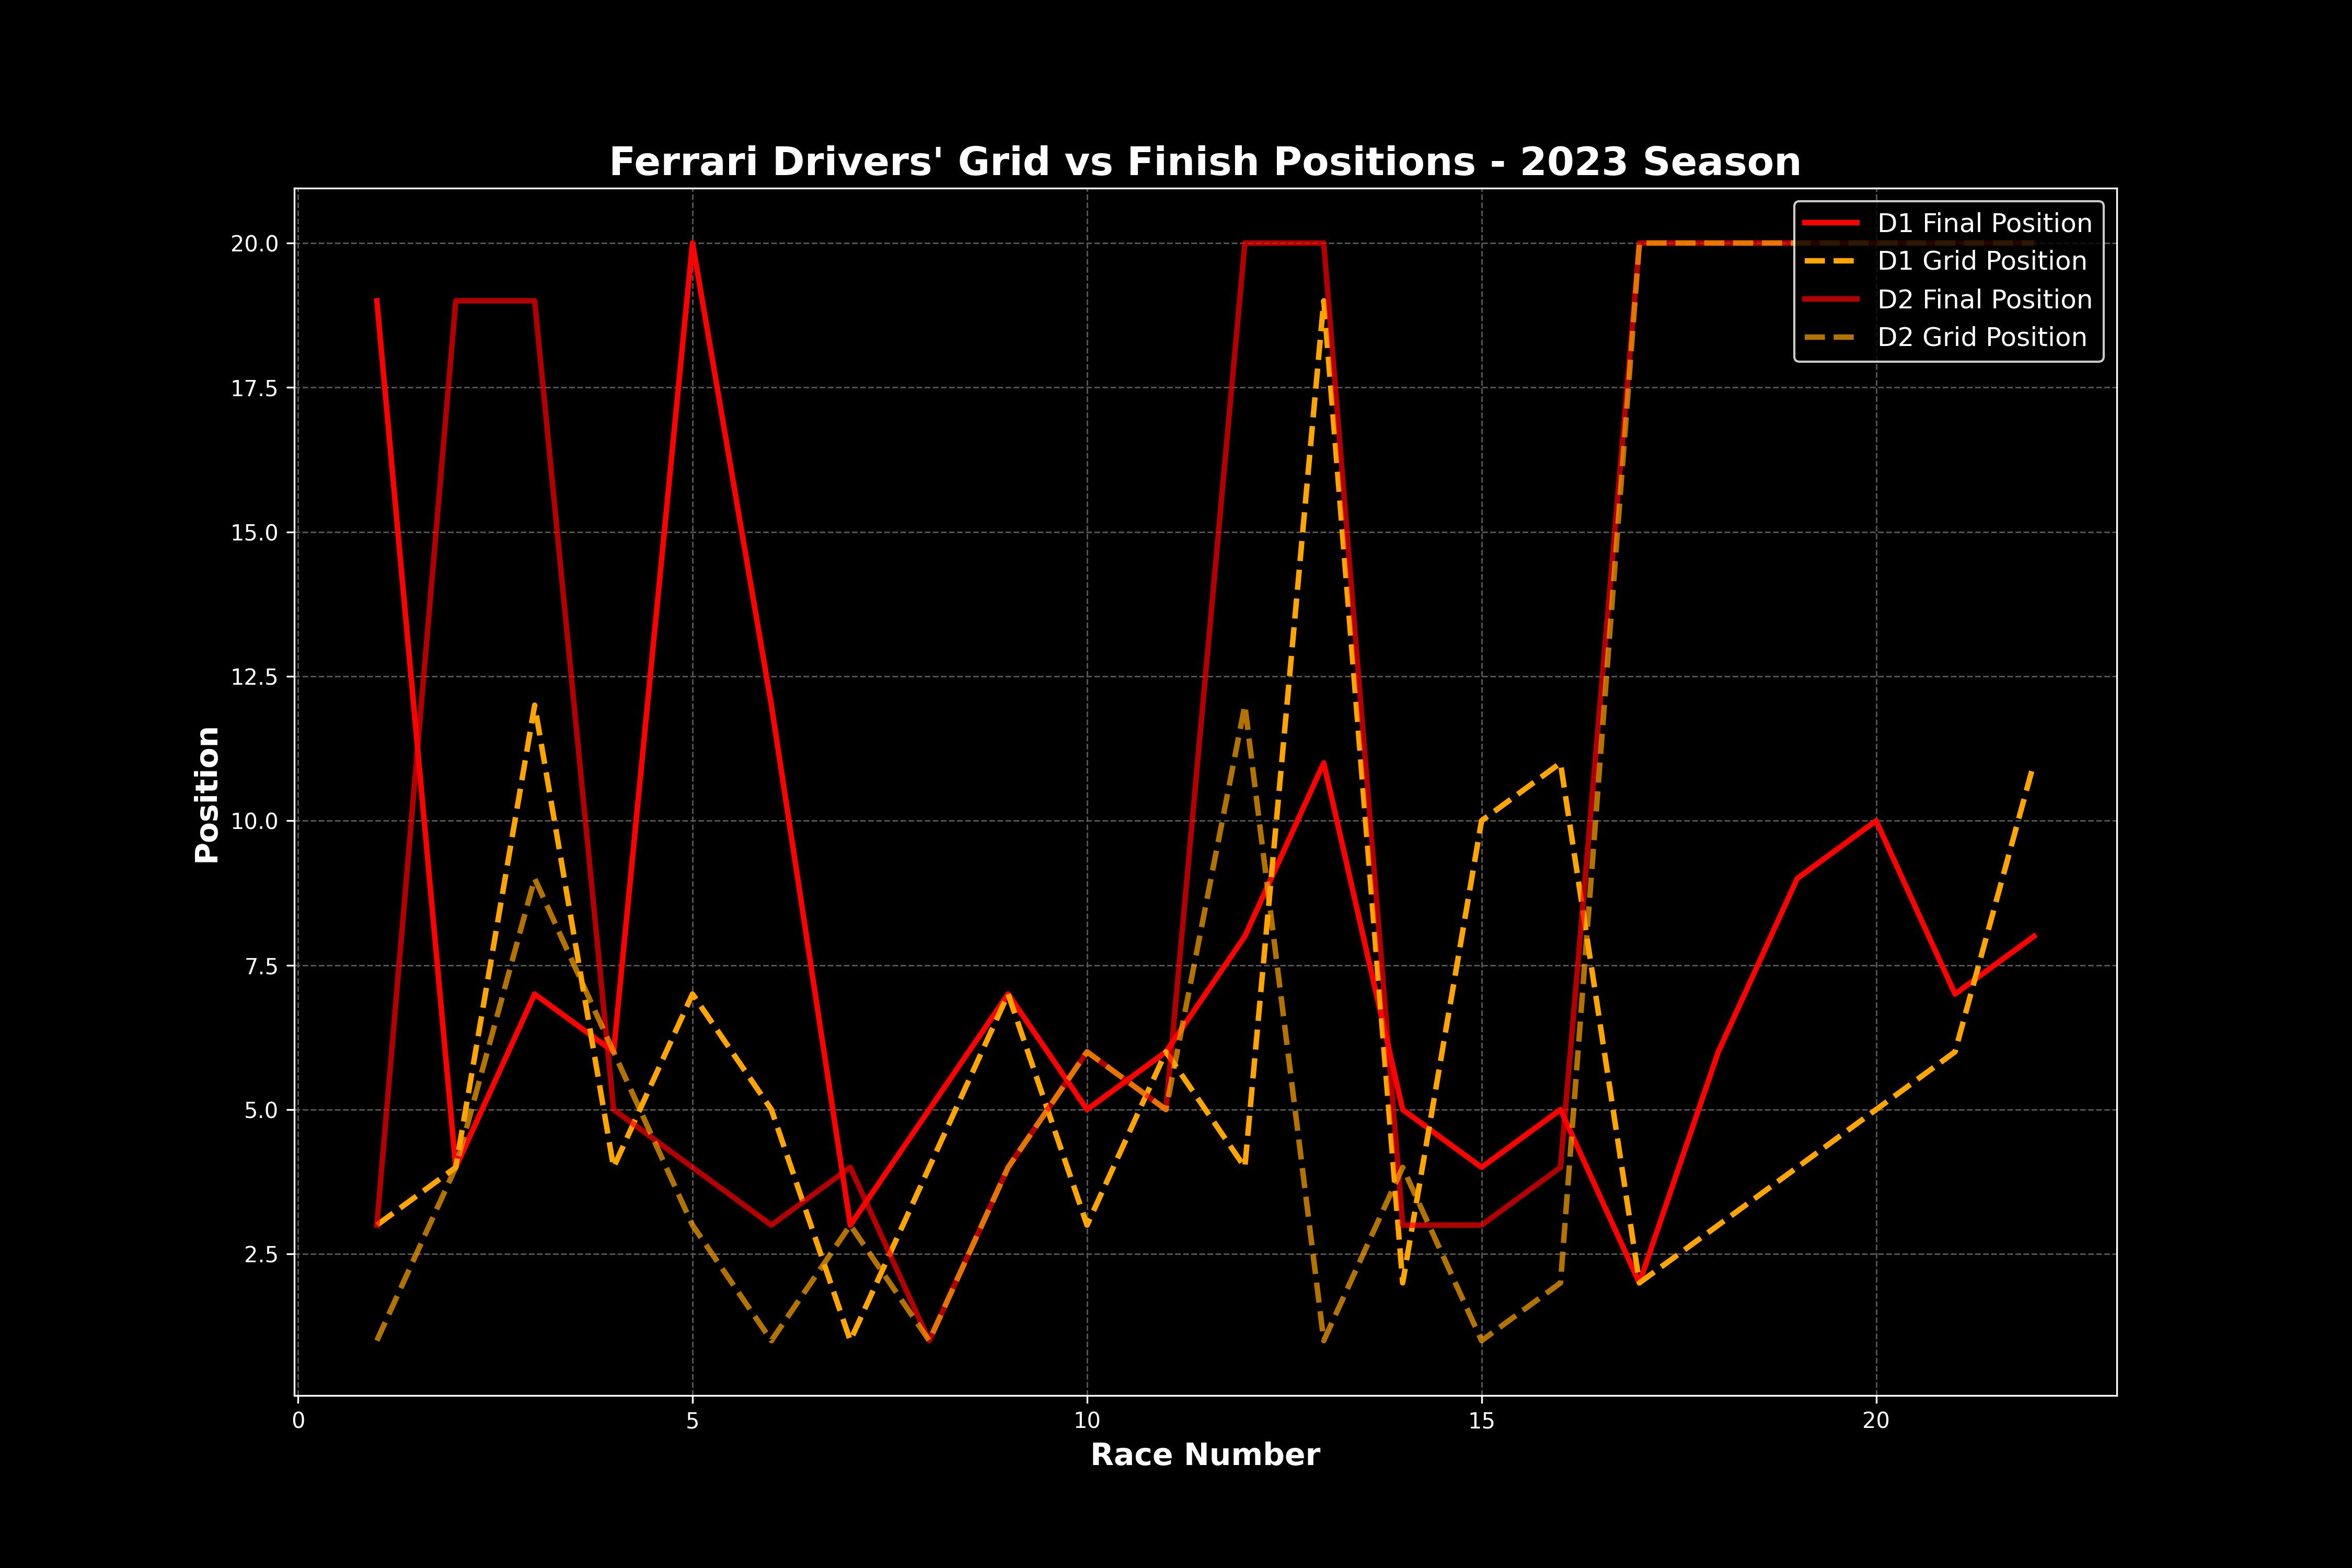 Ferrari Drivers' Grid vs Finish Positions - 2023 Season
D1 Final Position
D1 Grid Position
D2 Final Position
D2 Grid Position
20.0
17.5
15.0
12.5
10.0
7.5
5.0
2.5
Position
0 5 10 15 20
Race Number